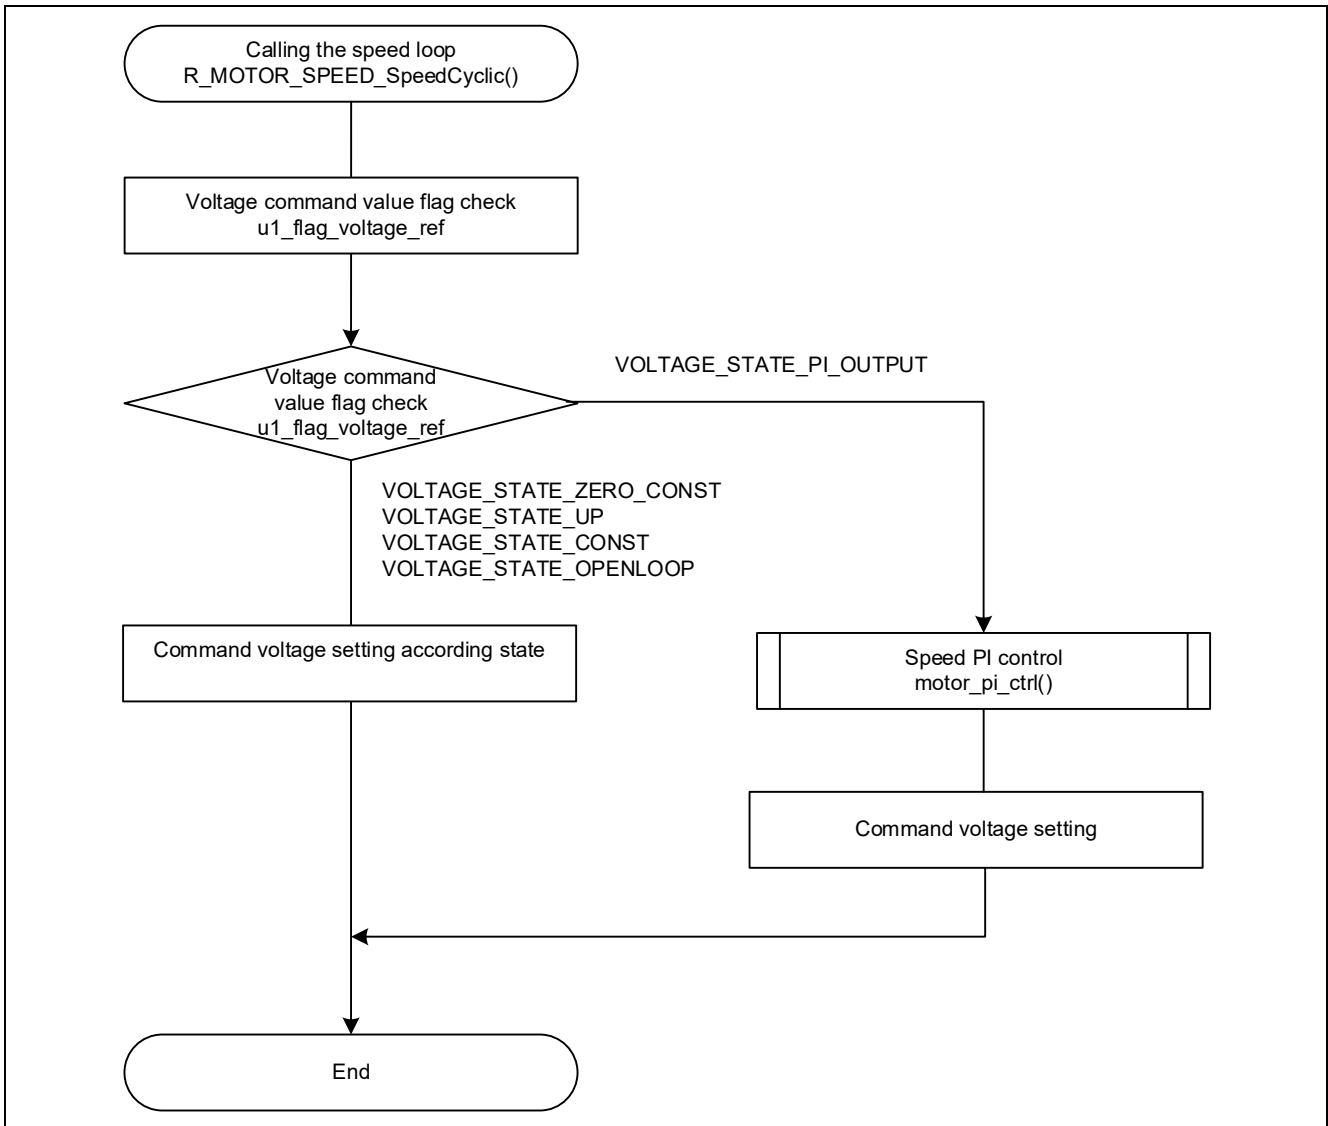 Calling the speed loop
R_MOTOR_SPEED_SpeedCyclic()
Voltage command value flag check
u1_flag_voltage_ref
Voltage command
value flag check
u1_flag_voltage_ref
VOLTAGE_STATE_PI_OUTPUT
VOLTAGE_STATE_ZERO_CONST
VOLTAGE_STATE_UP
VOLTAGE_STATE_CONST
VOLTAGE_STATE_OPENLOOP
Command voltage setting according state
Speed PI control
motor_pi_ctrl()
Command voltage setting
End